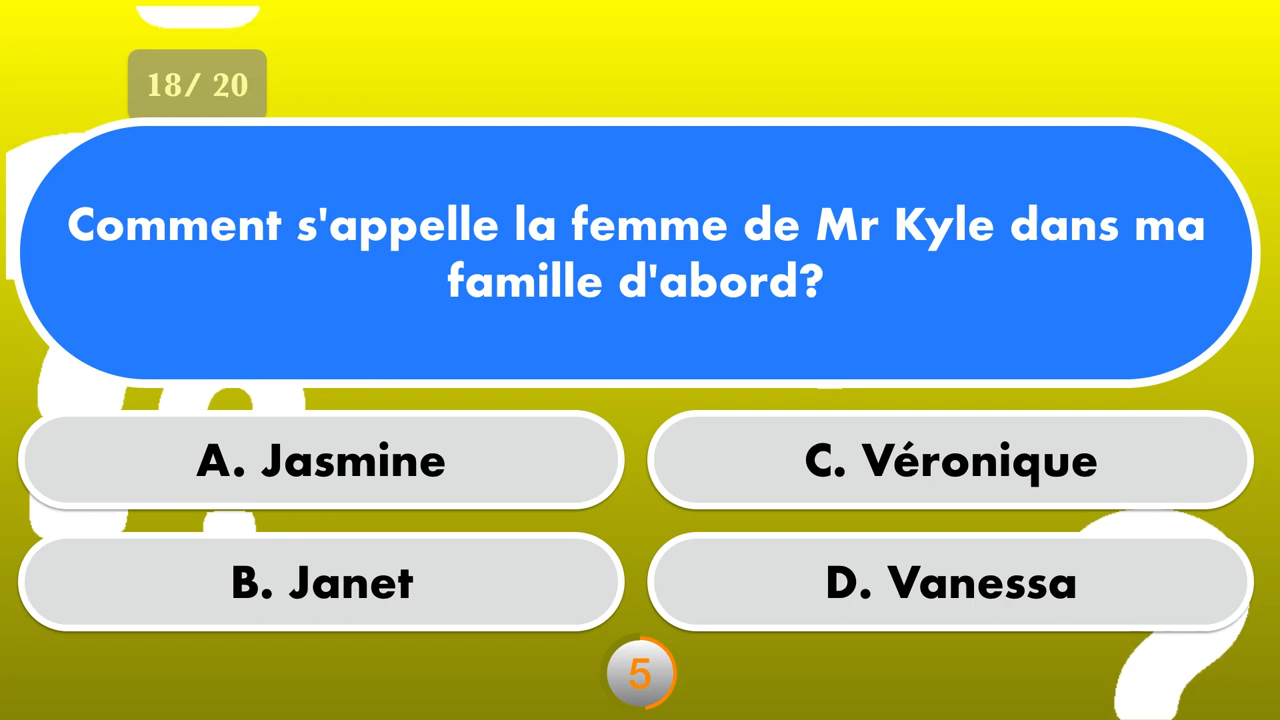 18/ 20
Comment s'appelle la femme de Mr Kyle dans ma
famille d'abord?
A. Jasmine
C. Véronique
B. Janet
D. Vanessa
5